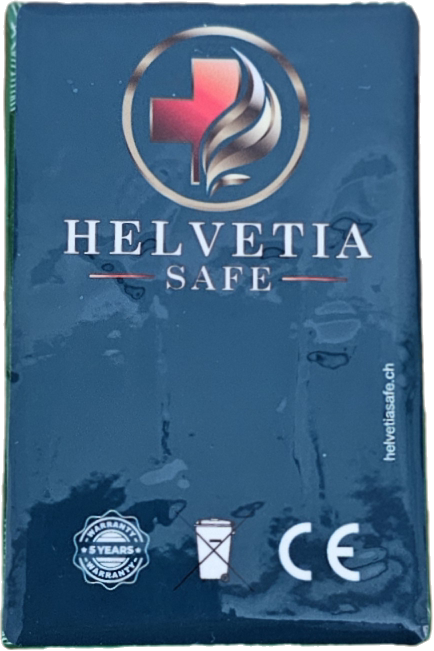 HELVETIA
SAFE
helvetiasafe.ch
WARRANTY
5 YEARS
WARRANTY
CE